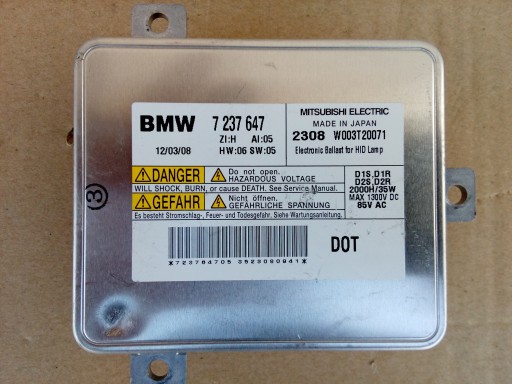 BMW 7 237 647
ZI:H AI:05
12/03/08 HW:06 SW:05
MITSUBISHI ELECTRIC
MADE IN JAPAN
2308 W003T20071
Electronic Ballast for HID Lamp
DANGER Do not open. HAZARDOUS VOLTAGE
WILL SHOCK, BURN, or cause DEATH. See Service Manual.
GEFAHR Nicht öffnen. GEFÄHRLICHE SPANNUNG
Es besteht Stromschlag-, Feuer- und Todesgefahr. Siehe Wartungsanleitung.
D1S,D1R
D2S,D2R
2000H/35W
MAX 1300V DC
85V AC
3
DOT